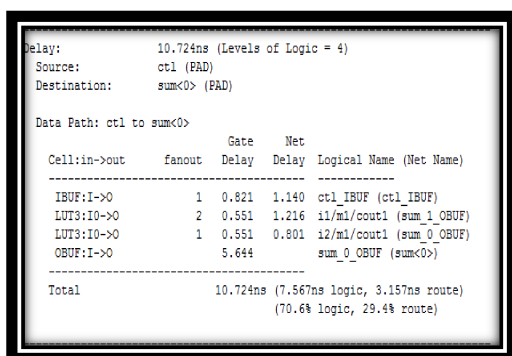 Delay: 10.724ns (Levels of Logic = 4)
Source: ctl (PAD)
Destination: sum<0> (PAD)
Data Path: ctl to sum<0>
Gate Net
Cell:in->out fanout Delay Delay Logical Name (Net Name)
---------------------------------------- ------------
IBUF:I->O 1 0.821 1.140 ctl_IBUF (ctl_IBUF)
LUT3:I0->O 2 0.551 1.216 i1/m1/cout1 (sum_1_OBUF)
LUT3:I0->O 1 0.551 0.801 i2/m1/cout1 (sum_0_OBUF)
OBUF:I->O 5.644 sum_0_OBUF (sum<0>)
----------------------------------------
Total 10.724ns (7.567ns logic, 3.157ns route)
(70.6% logic, 29.4% route)